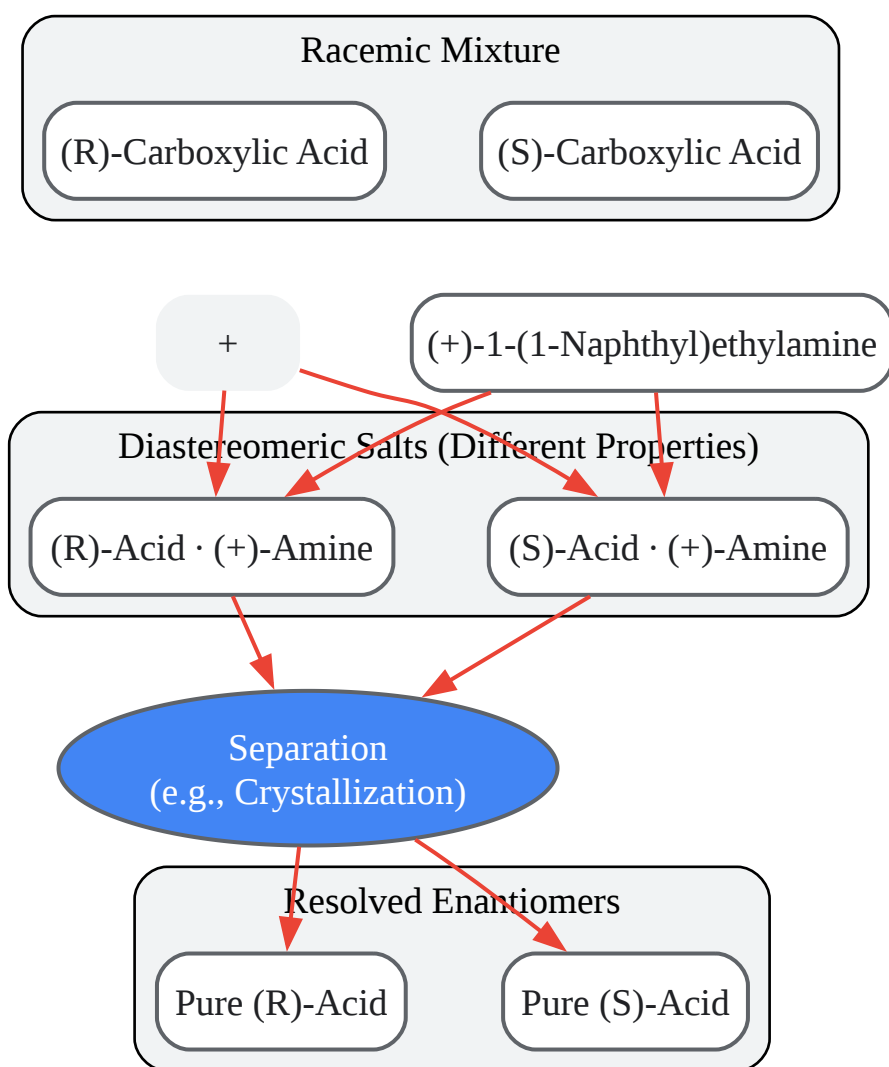 Racemic Mixture
(R)-Carboxylic Acid
(S)-Carboxylic Acid
+
(+)-1-(1-Naphthyl)ethylamine
Diastereomeric Salts (Different Properties)
(R)-Acid · (+)-Amine
(S)-Acid · (+)-Amine
Separation
(e.g., Crystallization)
Resolved Enantiomers
Pure (R)-Acid
Pure (S)-Acid